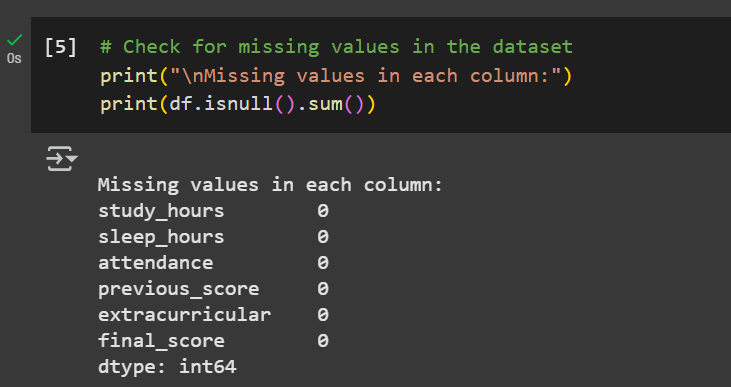 [5] # Check for missing values in the dataset
print("\nMissing values in each column:")
0s
print(df.isnull().sum())
Missing values in each column:
study_hours 0
sleep_hours 0
attendance 0
previous_score 0
extracurricular 0
final_score 0
dtype: int64